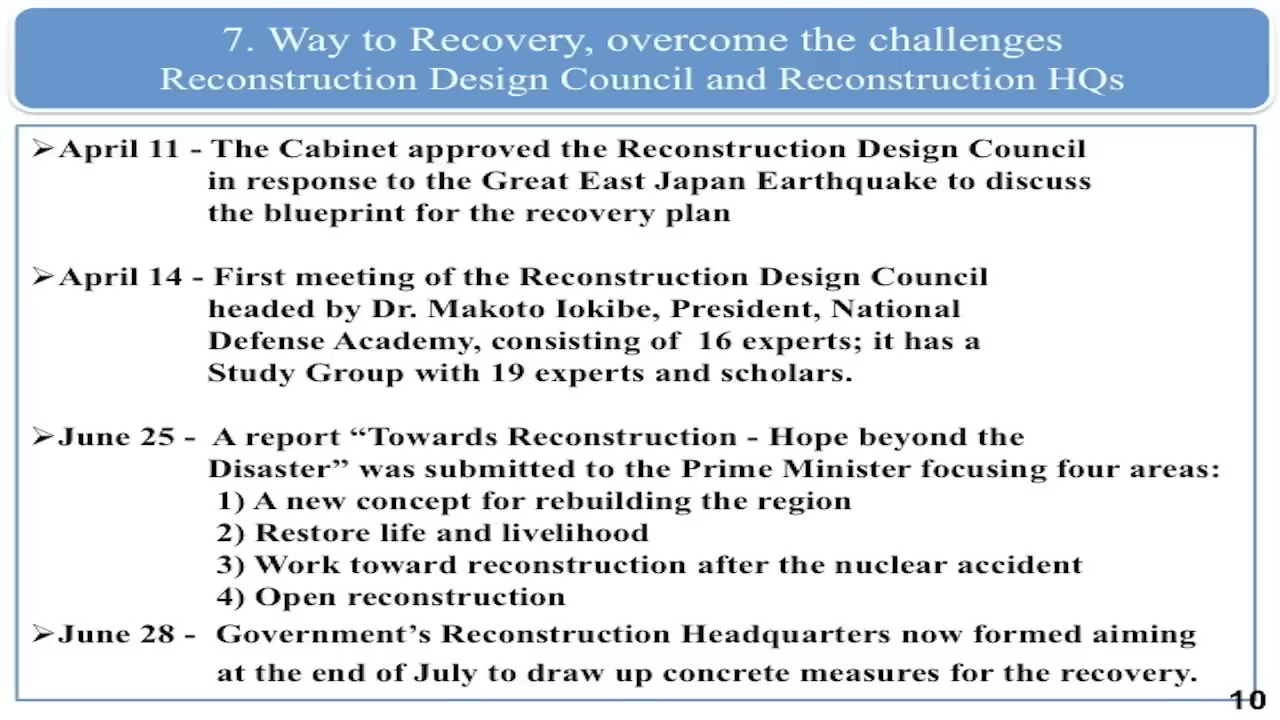 7. Way to Recovery, overcome the challenges
Reconstruction Design Council and Reconstruction HQs
➢April 11 - The Cabinet approved the Reconstruction Design Council
in response to the Great East Japan Earthquake to discuss
the blueprint for the recovery plan
➢April 14 - First meeting of the Reconstruction Design Council
headed by Dr. Makoto Iokibe, President, National
Defense Academy, consisting of 16 experts; it has a
Study Group with 19 experts and scholars.
➢June 25 - A report “Towards Reconstruction - Hope beyond the
Disaster” was submitted to the Prime Minister focusing four areas:
1) A new concept for rebuilding the region
2) Restore life and livelihood
3) Work toward reconstruction after the nuclear accident
4) Open reconstruction
➢June 28 - Government’s Reconstruction Headquarters now formed aiming
at the end of July to draw up concrete measures for the recovery.
10